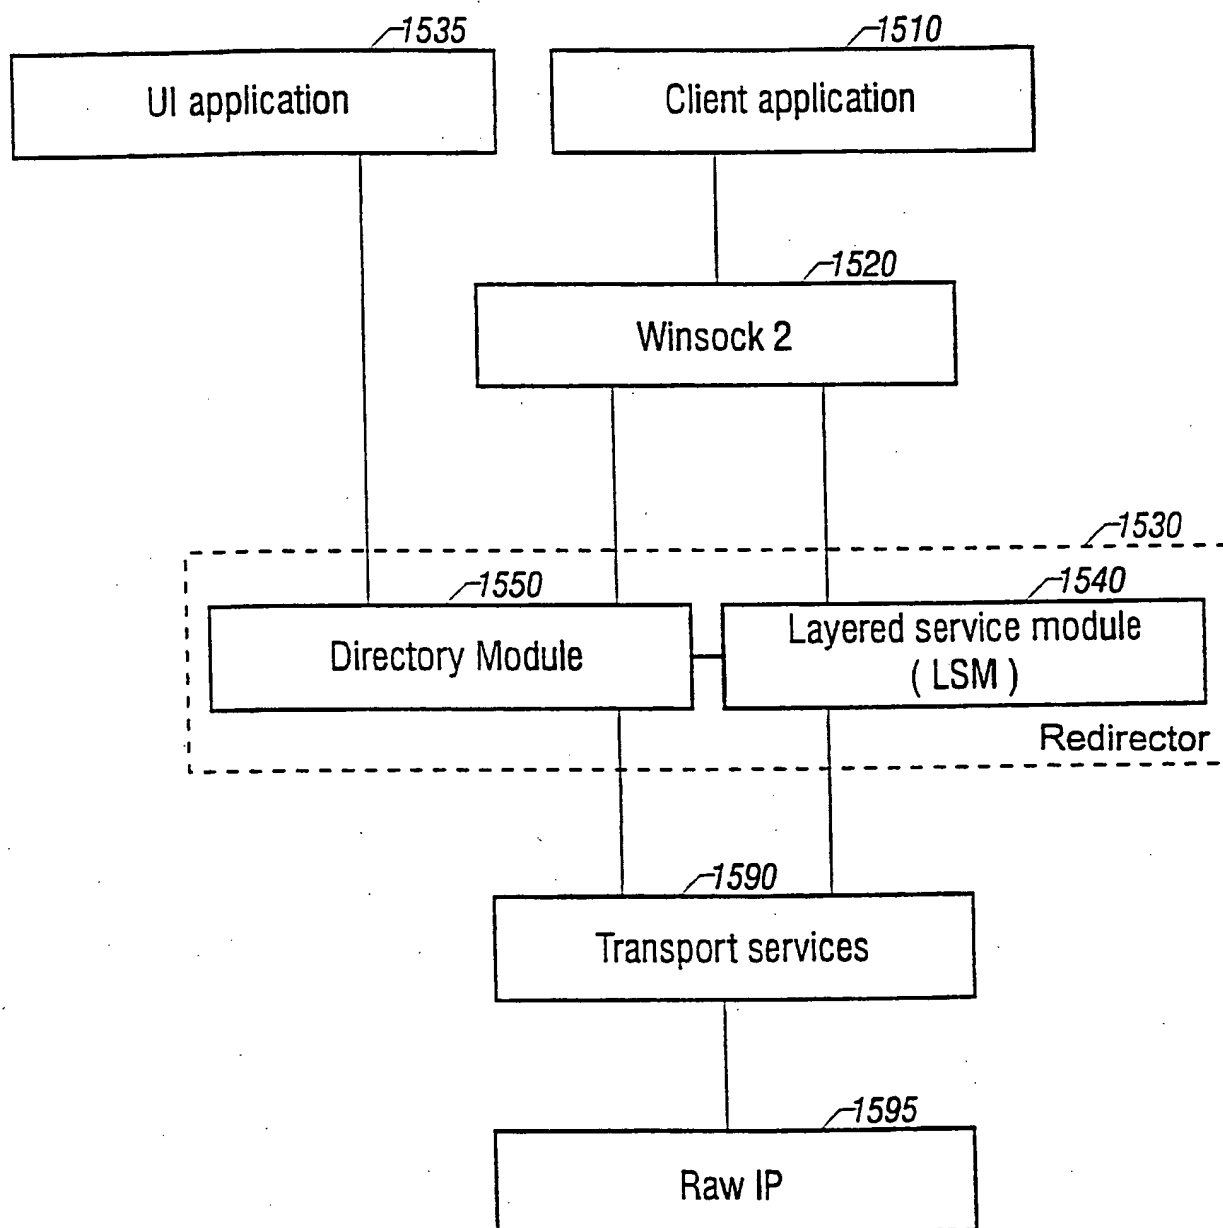 1535
1510
UI application
Client application
1520
Winsock 2
1530
1550
1540
Directory Module
Layered service module
( LSM )
Redirector
1590
Transport services
1595
Raw IP